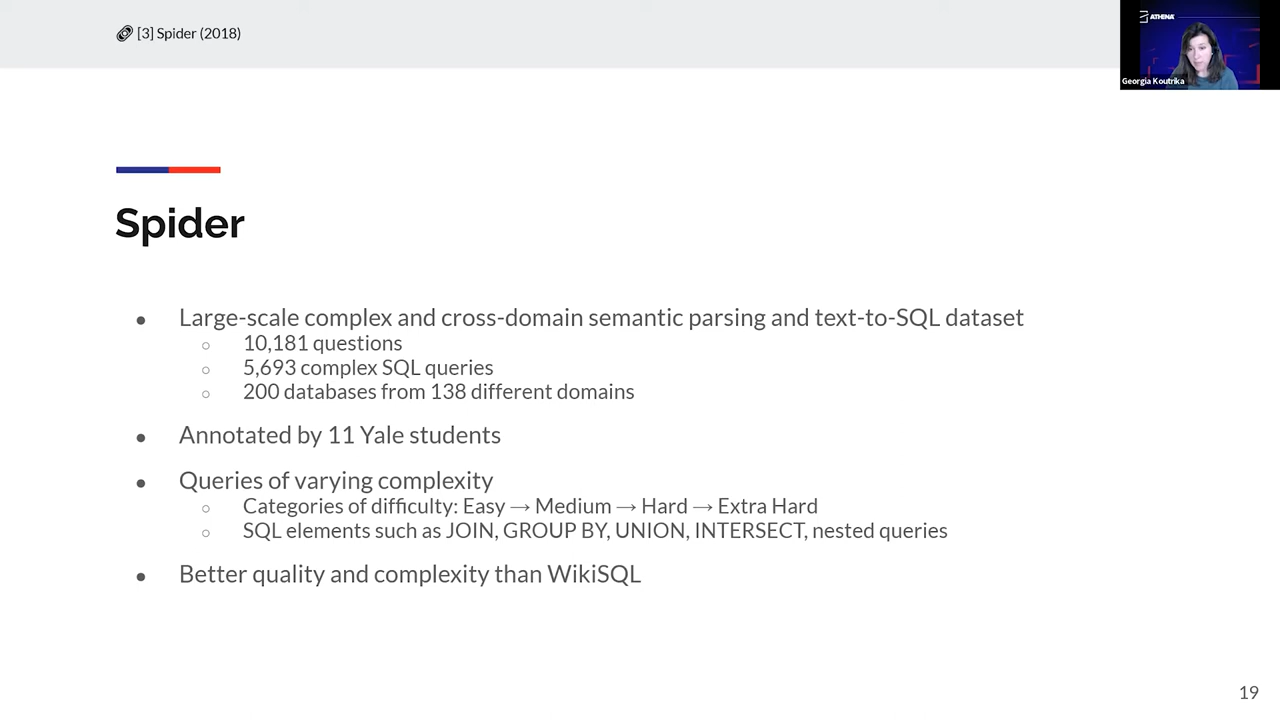 [3] Spider (2018)
ATHENA
Georgia Koutrika
Spider
● Large-scale complex and cross-domain semantic parsing and text-to-SQL dataset
○ 10,181 questions
○ 5,693 complex SQL queries
○ 200 databases from 138 different domains
● Annotated by 11 Yale students
● Queries of varying complexity
○ Categories of difficulty: Easy → Medium → Hard → Extra Hard
○ SQL elements such as JOIN, GROUP BY, UNION, INTERSECT, nested queries
● Better quality and complexity than WikiSQL
19